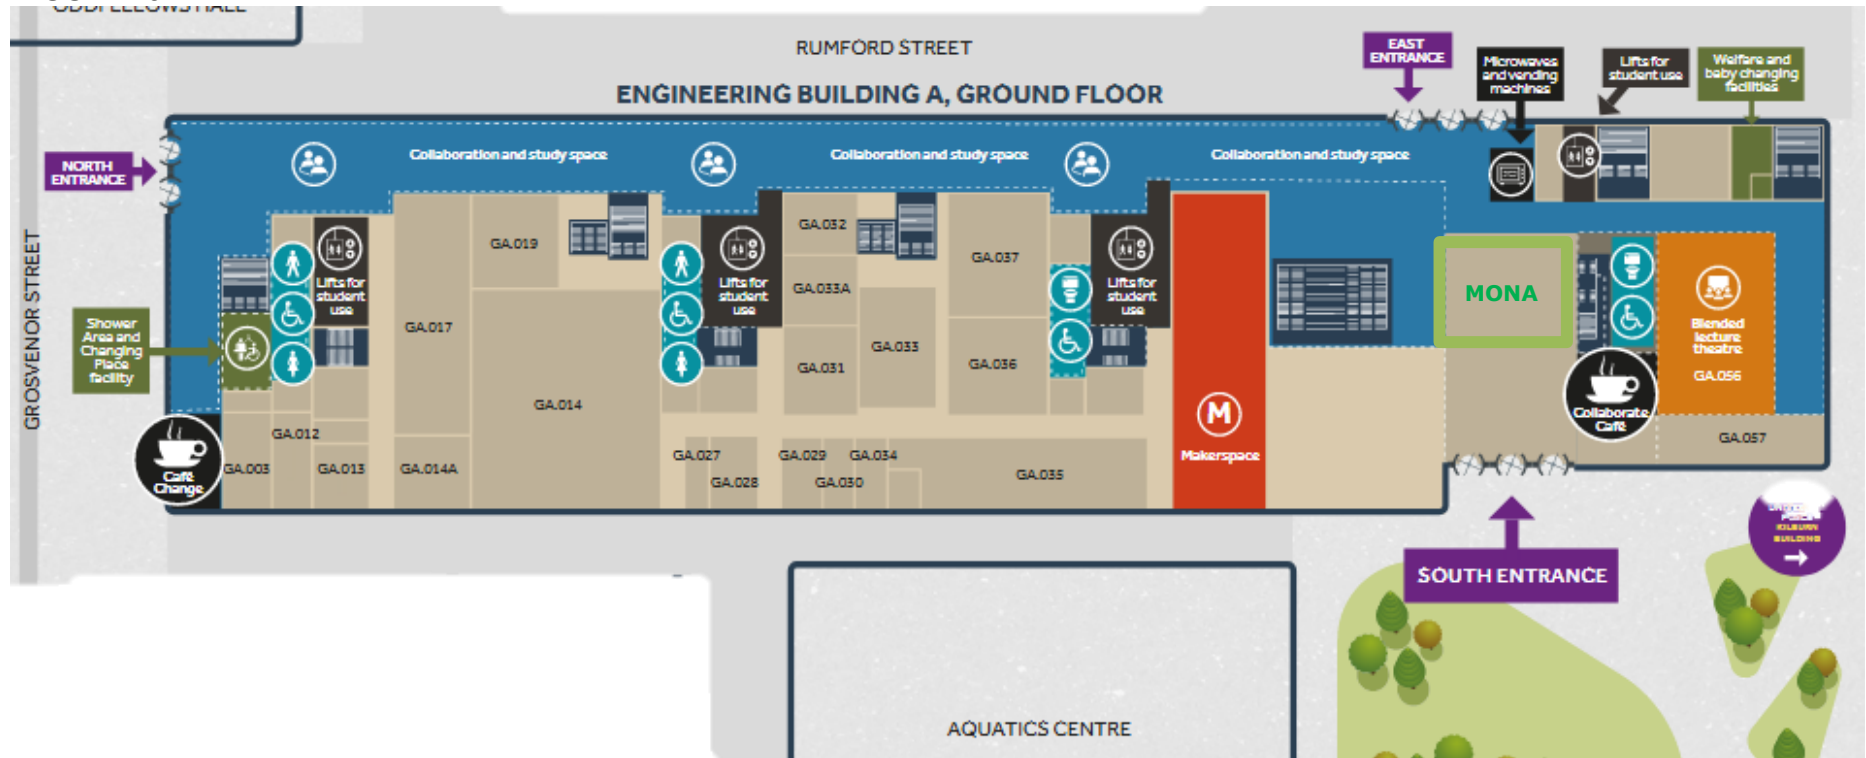 ODDFELLOWS HALL
RUMFORD STREET
ENGINEERING BUILDING A, GROUND FLOOR
EAST
ENTRANCE
Microwaves
and vending
machines
Lifts for
student use
Welfare and
baby changing
facilities
NORTH
ENTRANCE
Collaboration and study space
Collaboration and study space
Collaboration and study space
GROSVENOR STREET
Shower
Area and
Changing
Place
facility
Lifts for
student
use
GA.019
GA.017
GA.014
GA.012
GA.003
GA.013
GA.014A
Café
Change
Lifts for
student
use
GA.032
GA.033A
GA.033
GA.031
GA.037
GA.036
GA.027
GA.028
GA.029
GA.030
GA.034
GA.035
Lifts for
student
use
M
Makerspace
MONA
Collaborate
Café
Blended
lecture
theatre
GA.056
GA.057
SOUTH ENTRANCE
KILBURN
BUILDING
AQUATICS CENTRE